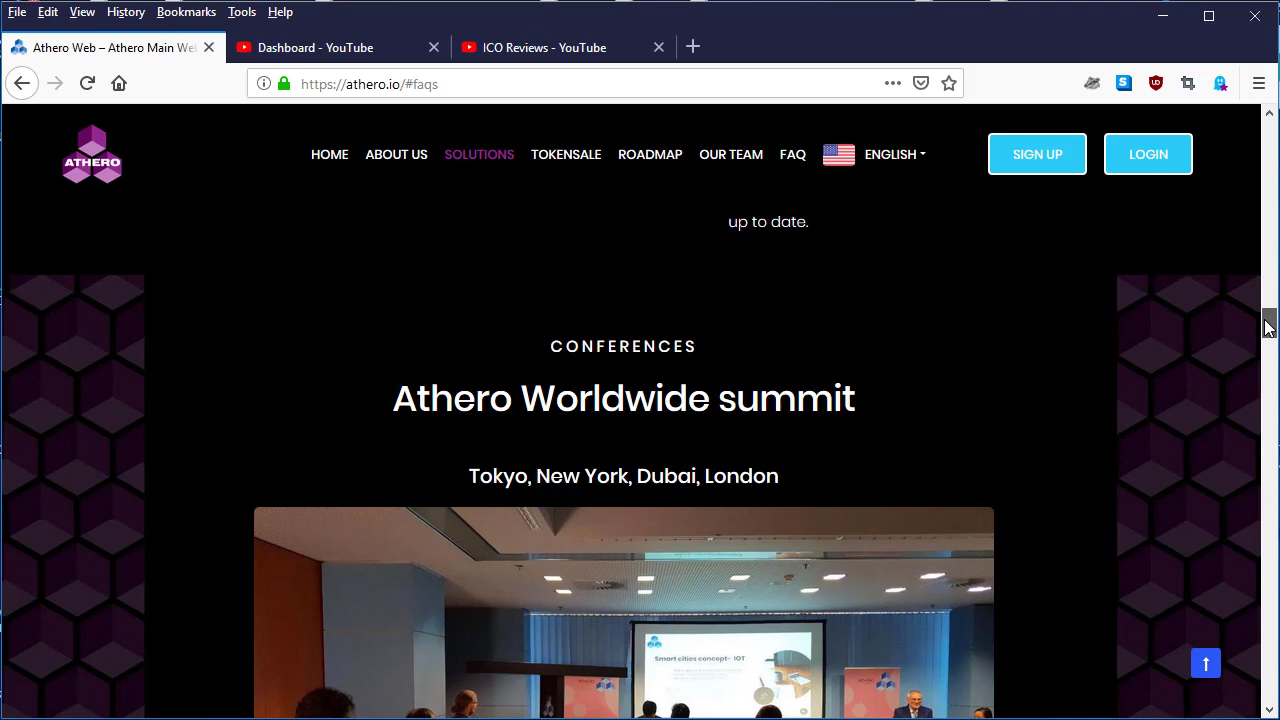 File Edit View History Bookmarks Tools Help
Athero Web – Athero Main We
Dashboard - YouTube
ICO Reviews - YouTube
https://athero.io/#faqs
ATHERO
HOME
ABOUT US
SOLUTIONS
TOKENSALE
ROADMAP
OUR TEAM
FAQ
ENGLISH
SIGN UP
LOGIN
up to date.
CONFERENCES
Athero Worldwide summit
Tokyo, New York, Dubai, London
Smart cities concept- IOT